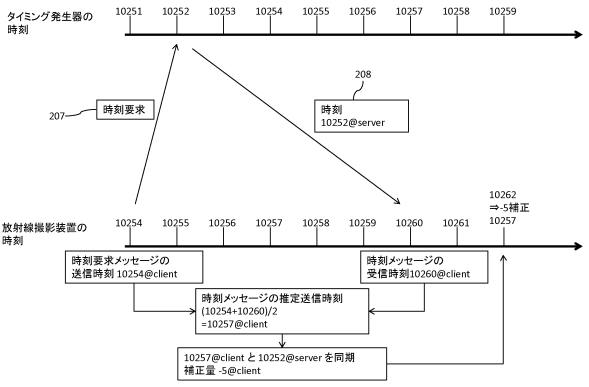 タイミング発生器の
時刻
10251 10252 10253 10254 10255 10256 10257 10258 10259
208
207
時刻要求
時刻
10252@server
放射線撮影装置の
時刻
10254 10255 10256 10257 10258 10259 10260 10261
10262
⇒-5補正
10257
時刻要求メッセージの
送信時刻 10254@client
時刻メッセージの
受信時刻10260@client
時刻メッセージの推定送信時刻
(10254+10260)/2
=10257@client
10257@client と 10252@server を同期
補正量 -5@client